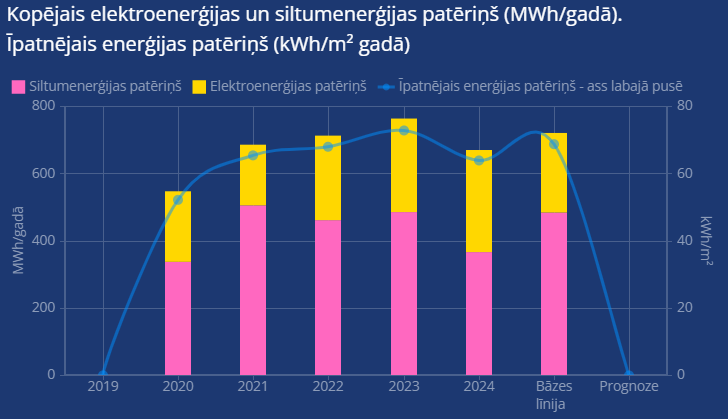 Kopējais elektroenerģijas un siltumenerģijas patēriņš (MWh/gadā).
Īpatnējais enerģijas patēriņš (kWh/m² gadā)
Siltumenerģijas patēriņš Elektroenerģijas patēriņš Īpatnējais enerģijas patēriņš - ass labajā pusē
800 80
600 60
400 40
200 20
0 0
MWh/gadā
kWh/m²
2019 2020 2021 2022 2023 2024 Bāzes Prognoze
līnija